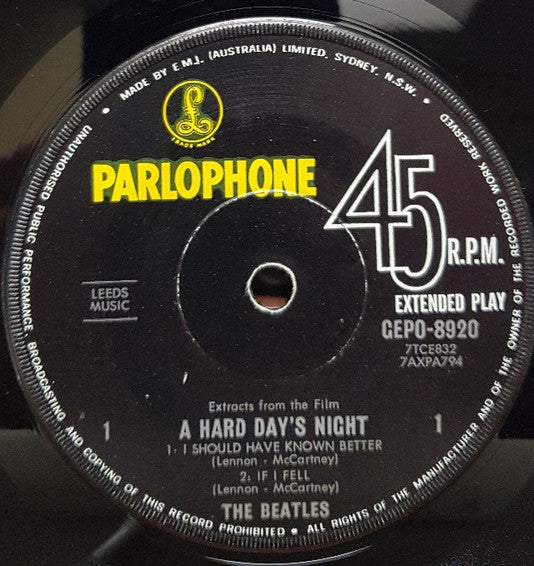 MADE BY E.M.I. (AUSTRALIA) LIMITED, SYDNEY, N.S.W. •
UNAUTHORISED PUBLIC PERFORMANCE, BROADCASTING AND COPYING OF THIS RECORD PROHIBITED • ALL RIGHTS OF THE MANUFACTURER AND OF THE OWNER OF THE RECORDED WORK RESERVED •
£
TRADE MARK
PARLOPHONE
45
R.P.M.
EXTENDED PLAY
LEEDS
MUSIC
GEPO-8920
7TCE832
7AXPA794
Extracts from the Film
1 A HARD DAY'S NIGHT 1
1·I SHOULD HAVE KNOWN BETTER
(Lennon - McCartney)
2: IF I FELL
(Lennon - McCartney)
THE BEATLES